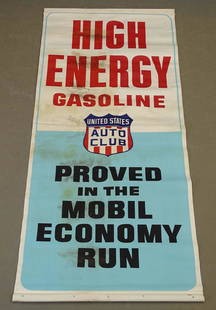 HIGH
ENERGY
GASOLINE
UNITED STATES
AUTO
CLUB
PROVED
IN THE
MOBIL
ECONOMY
RUN